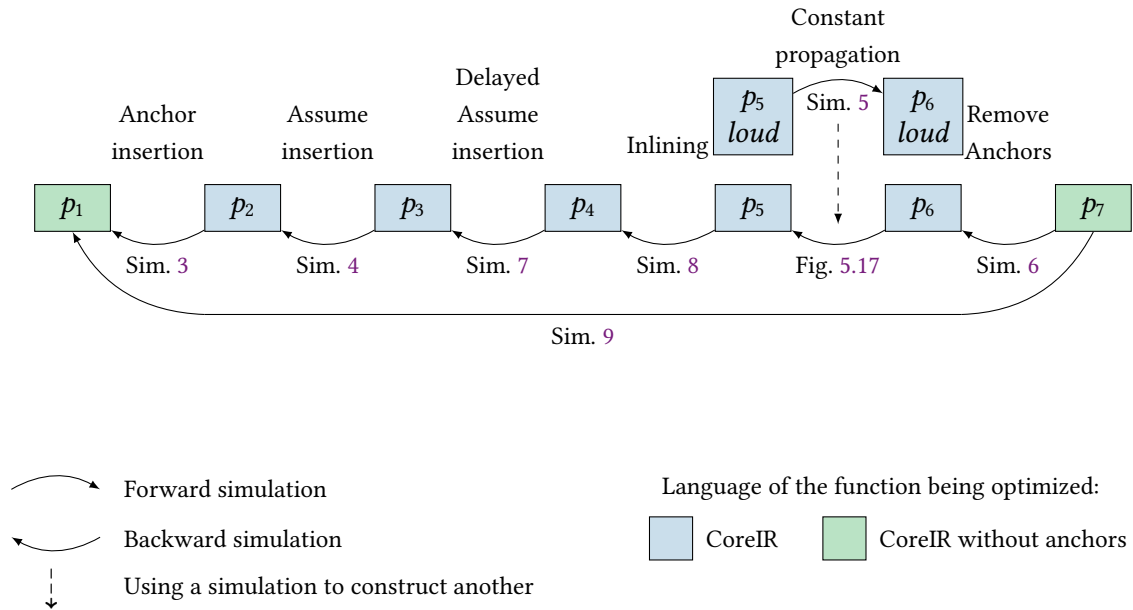 Constant
propagation
Delayed
Anchor
insertion
Assume
insertion
Assume
insertion
Inlining
p5
loud
Sim. 5
p6
loud
Remove
Anchors
p1
p2
p3
p4
p5
p6
p7
Sim. 3
Sim. 4
Sim. 7
Sim. 8
Fig. 5.17
Sim. 6
Sim. 9
Forward simulation
Backward simulation
Using a simulation to construct another
Language of the function being optimized:
CoreIR
CoreIR without anchors